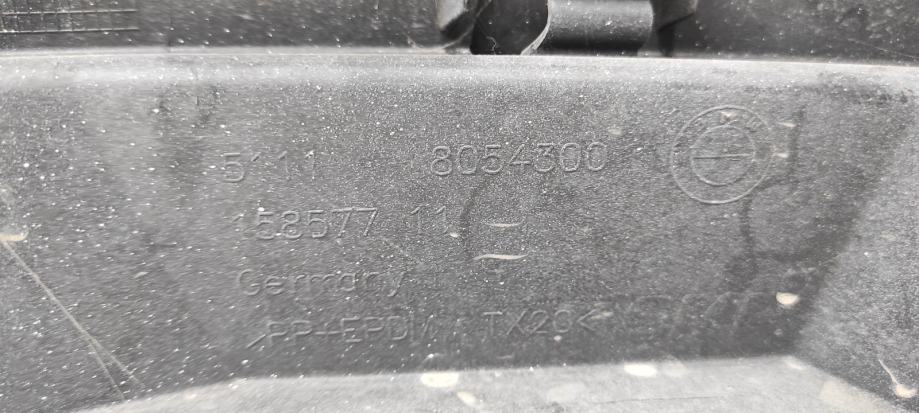 5111 8054300
158577 11
Germany
>PP+EPDM TX20<